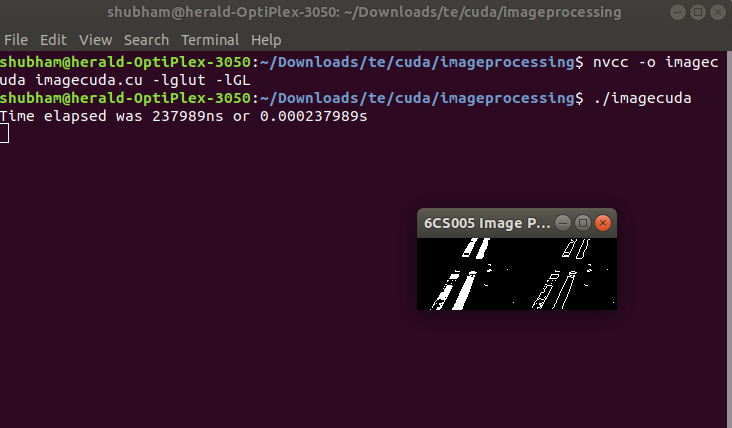 shubham@herald-OptiPlex-3050: ~/Downloads/te/cuda/imageprocessing
File Edit View Search Terminal Help
shubham@herald-OptiPlex-3050:~/Downloads/te/cuda/imageprocessing$ nvcc -o imagec
uda imagecuda.cu -lglut -lGL
shubham@herald-OptiPlex-3050:~/Downloads/te/cuda/imageprocessing$ ./imagecuda
Time elapsed was 237989ns or 0.000237989s
6CS005 Image P...